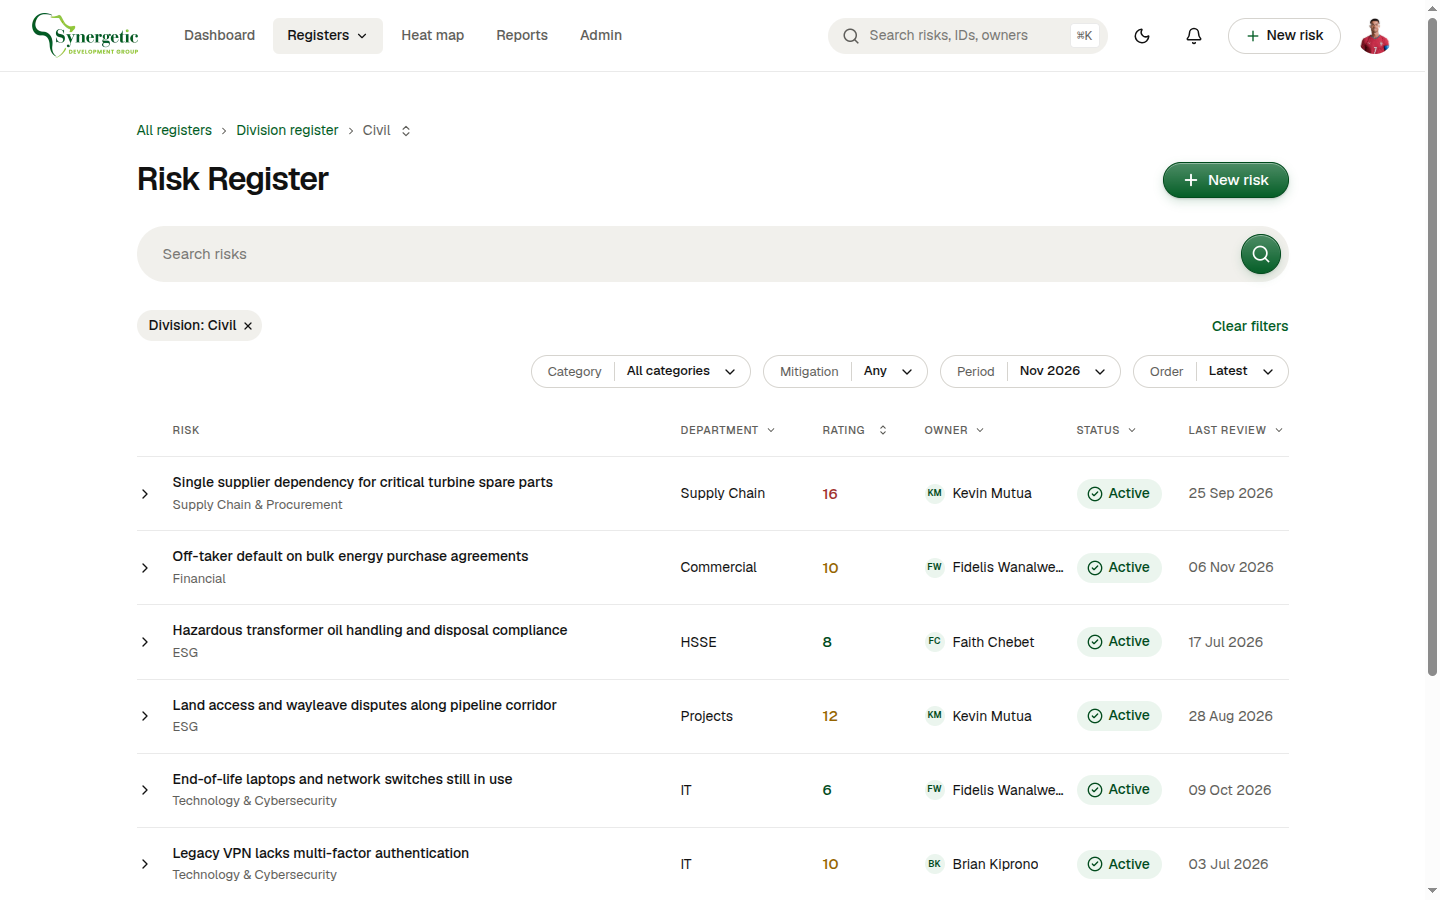 Synergetic
DEVELOPMENT GROUP
Dashboard
Registers
Heat map
Reports
Admin
Search risks, IDs, owners
⌘K
New risk
7
All registers › Division register › Civil
Risk Register
New risk
Search risks
Division: Civil ×
Clear filters
Category All categories
Mitigation Any
Period Nov 2026
Order Latest
RISK DEPARTMENT RATING OWNER STATUS LAST REVIEW
Single supplier dependency for critical turbine spare parts
Supply Chain & Procurement
Supply Chain 16 KM Kevin Mutua Active 25 Sep 2026
Off-taker default on bulk energy purchase agreements
Financial
Commercial 10 FW Fidelis Wanalwe... Active 06 Nov 2026
Hazardous transformer oil handling and disposal compliance
ESG
HSSE 8 FC Faith Chebet Active 17 Jul 2026
Land access and wayleave disputes along pipeline corridor
ESG
Projects 12 KM Kevin Mutua Active 28 Aug 2026
End-of-life laptops and network switches still in use
Technology & Cybersecurity
IT 6 FW Fidelis Wanalwe... Active 09 Oct 2026
Legacy VPN lacks multi-factor authentication
Technology & Cybersecurity
IT 10 BK Brian Kiprono Active 03 Jul 2026